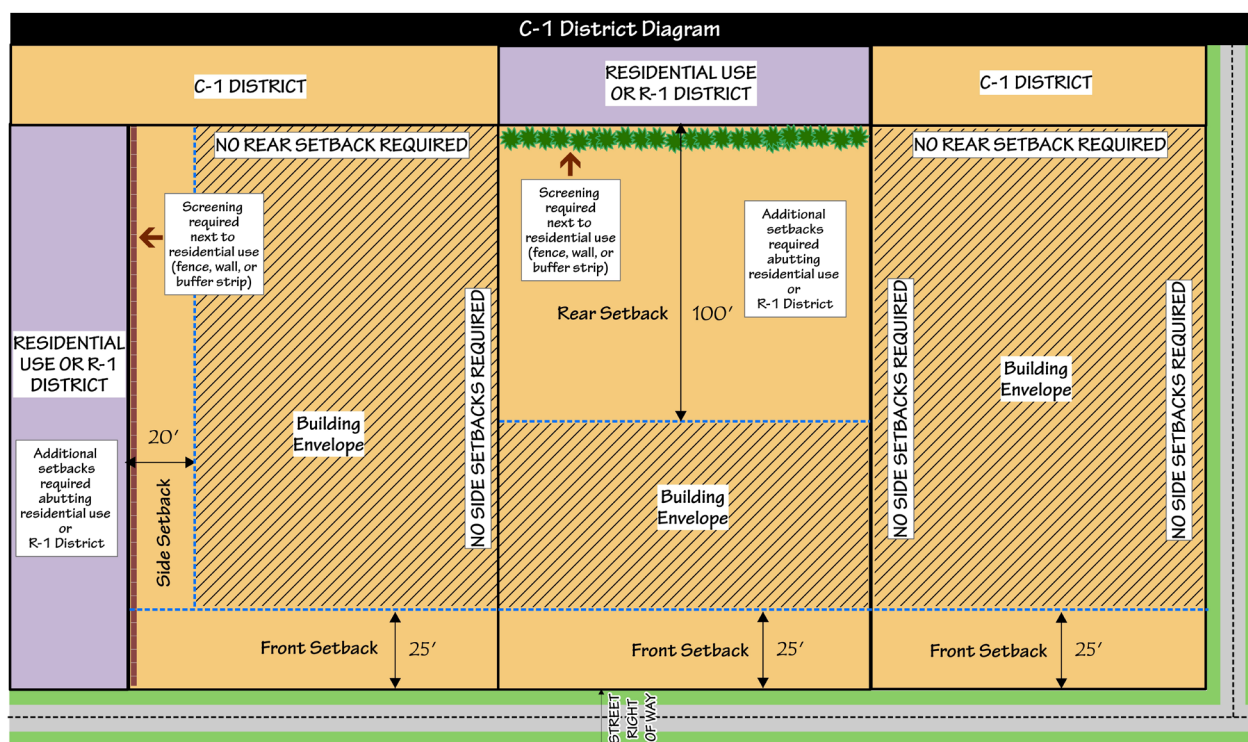 C-1 District Diagram
C-1 DISTRICT
RESIDENTIAL USE
OR R-1 DISTRICT
C-1 DISTRICT
NO REAR SETBACK REQUIRED
NO REAR SETBACK REQUIRED
Screening
required
next to
residential use
(fence, wall, or
buffer strip)
Screening
required
next to
residential use
(fence, wall, or
buffer strip)
Additional
setbacks
required
abutting
residential use
or
R-1 District
Rear Setback
100'
RESIDENTIAL
USE OR R-1
DISTRICT
Additional
setbacks
required
abutting
residential use
or
R-1 District
20'
Side Setback
Building
Envelope
NO SIDE SETBACKS REQUIRED
Building
Envelope
NO SIDE SETBACKS REQUIRED
Building
Envelope
NO SIDE SETBACKS REQUIRED
Front Setback
25'
Front Setback
25'
Front Setback
25'
STREET
RIGHT
OF WAY